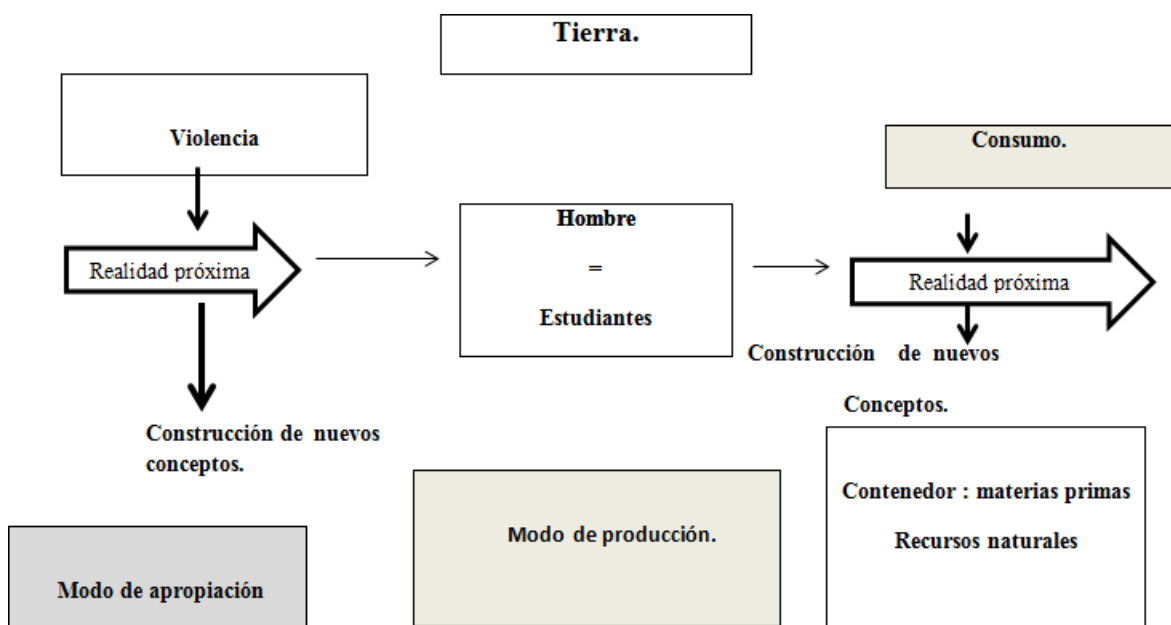 Tierra.
Violencia
Consumo.
Realidad próxima
Hombre
=
Estudiantes
Realidad próxima
Construcción de nuevos
conceptos.
Construcción de nuevos
Conceptos.
Contenedor : materias primas
Recursos naturales
Modo de producción.
Modo de apropiación